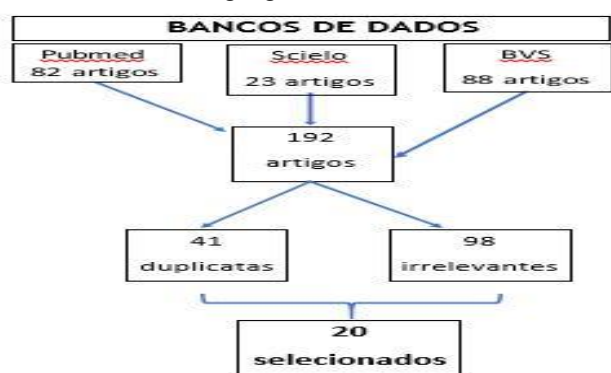 BANCOS DE DADOS
Pubmed
82 artigos
Scielo
23 artigos
BVS
88 artigos
192
artigos
41
duplicatas
98
irrelevantes
20
selecionados